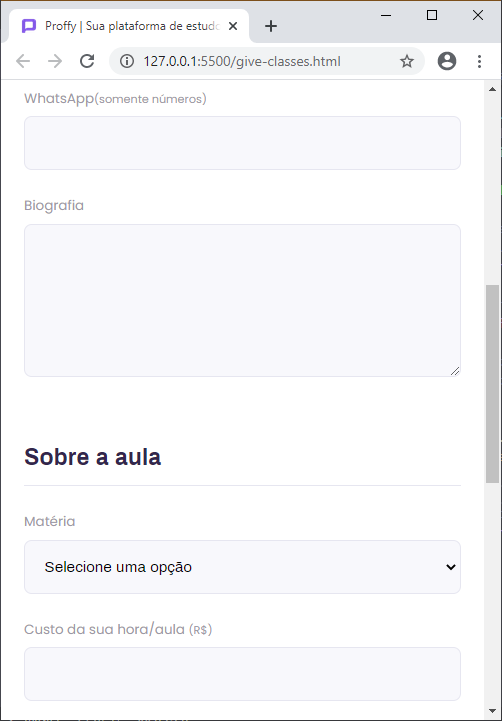 Proffy | Sua plataforma de estudo
127.0.0.1:5500/give-classes.html
WhatsApp(somente números)
Biografia
Sobre a aula
Matéria
Selecione uma opção
Custo da sua hora/aula (R$)